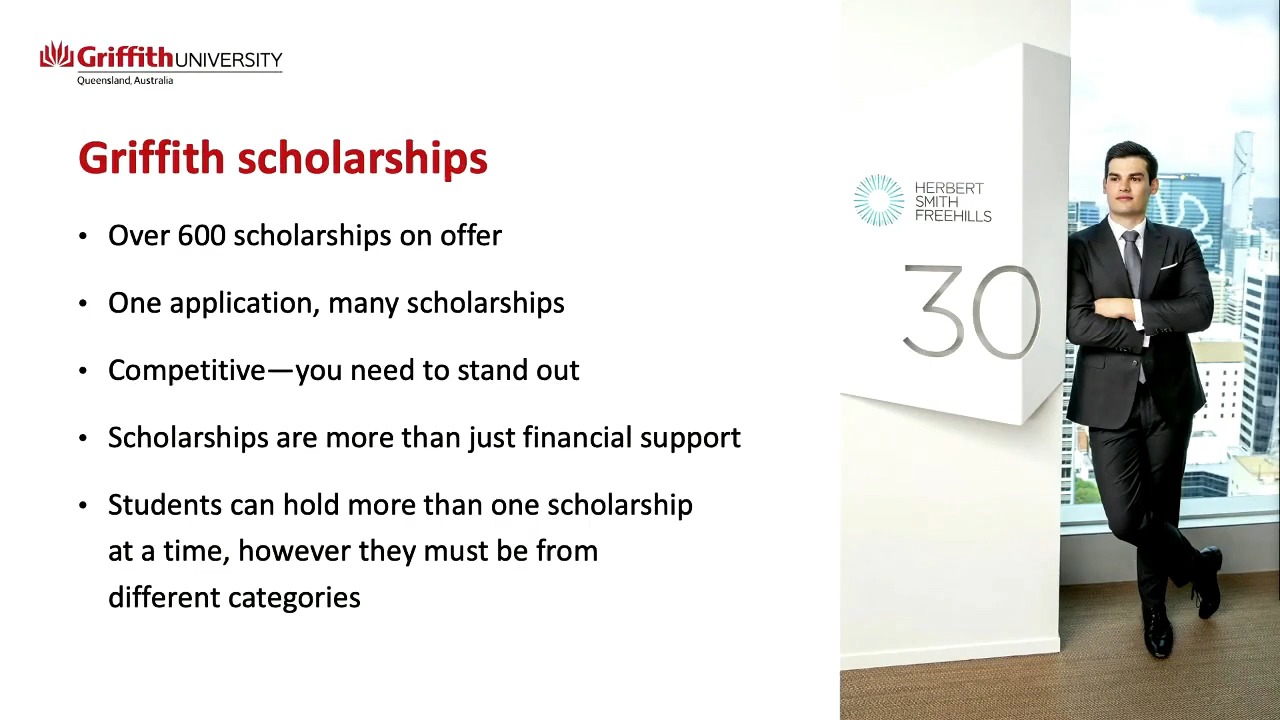 Griffith UNIVERSITY
Queensland, Australia
Griffith scholarships
• Over 600 scholarships on offer
• One application, many scholarships
• Competitive—you need to stand out
• Scholarships are more than just financial support
• Students can hold more than one scholarship
at a time, however they must be from
different categories
HERBERT
SMITH
FREEHILLS
30